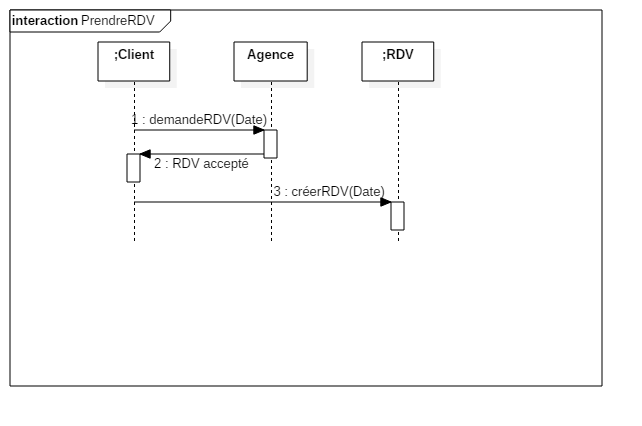 interaction PrendreRDV
;Client
Agence
;RDV
1 : demandeRDV(Date)
2 : RDV accepté
3 : créerRDV(Date)